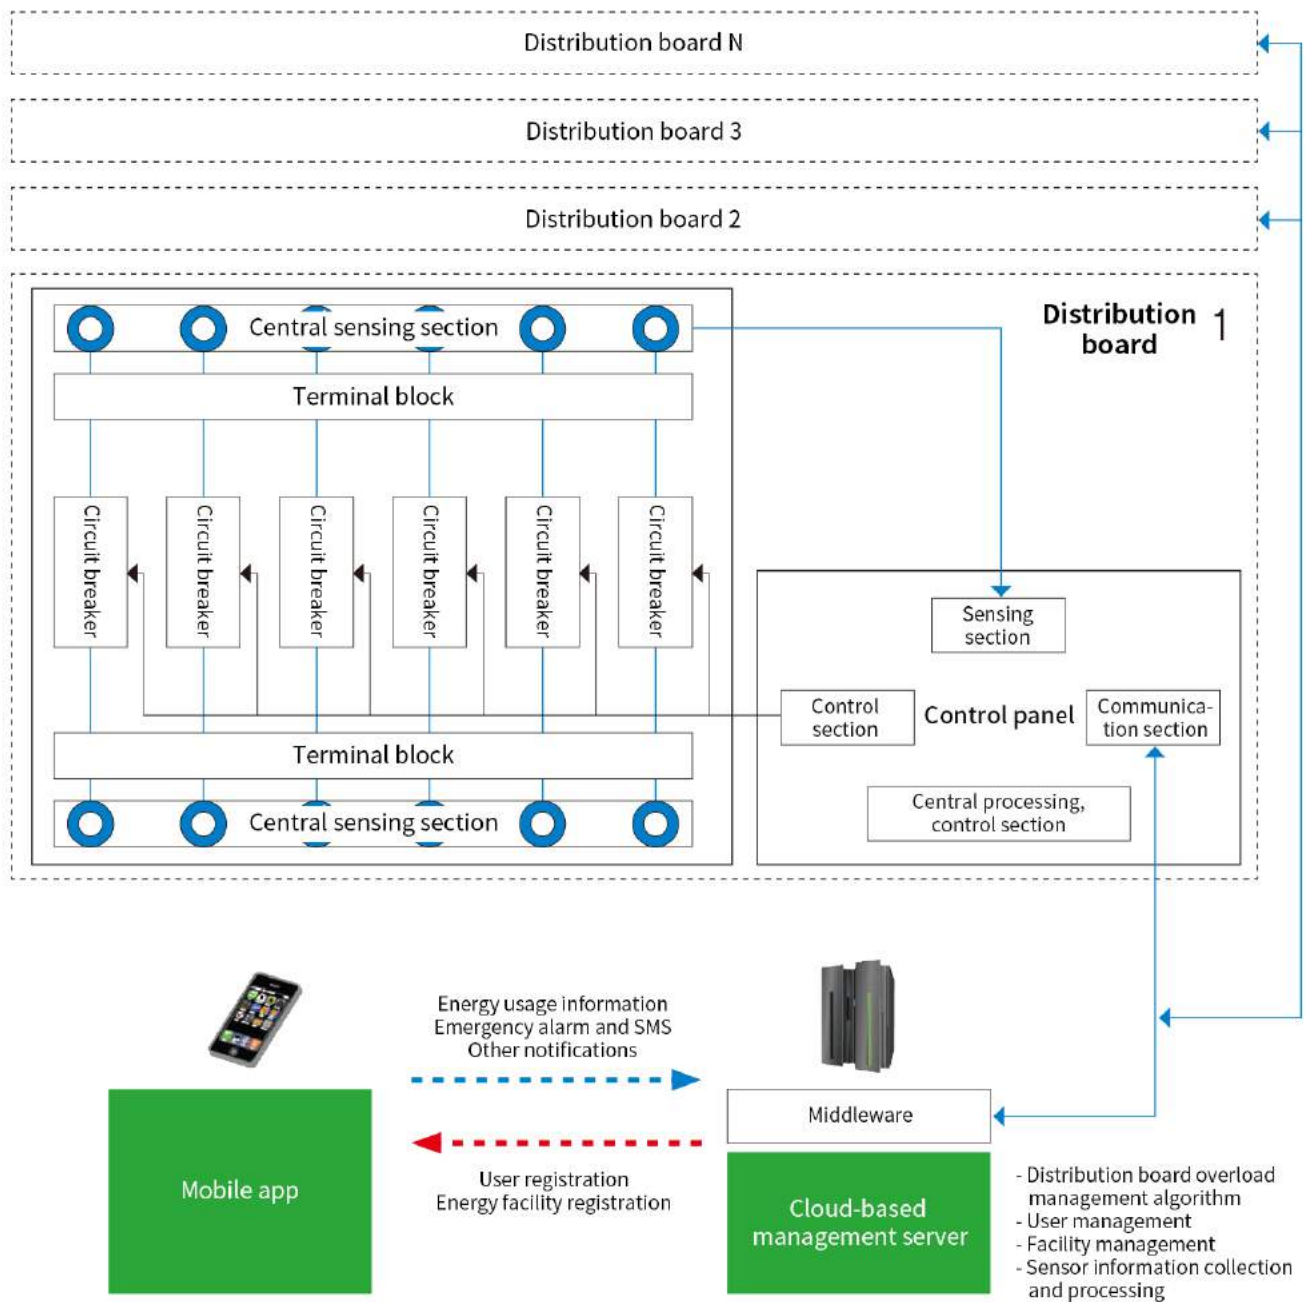 Distribution board N
Distribution board 3
Distribution board 2
Distribution
board
1
Central sensing section
Terminal block
Circuit breaker
Circuit breaker
Circuit breaker
Circuit breaker
Circuit breaker
Circuit breaker
Sensing
section
Control
section
Control panel
Communica-
tion section
Central processing,
control section
Terminal block
Central sensing section
Energy usage information
Emergency alarm and SMS
Other notifications
Middleware
User registration
Energy facility registration
Mobile app
Cloud-based
management server
- Distribution board overload
management algorithm
- User management
- Facility management
- Sensor information collection
and processing